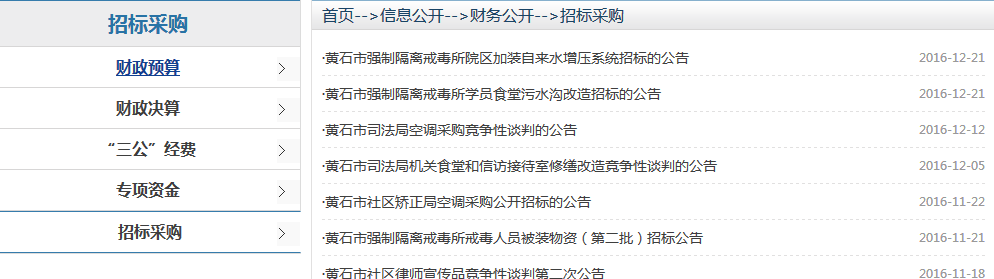 招标采购
财政预算
财政决算
“三公”经费
专项资金
招标采购
首页-->信息公开-->财务公开-->招标采购
·黄石市强制隔离戒毒所院区加装自来水增压系统招标的公告 2016-12-21
·黄石市强制隔离戒毒所学员食堂污水沟改造招标的公告 2016-12-21
·黄石市司法局空调采购竞争性谈判的公告 2016-12-12
·黄石市司法局机关食堂和信访接待室修缮改造竞争性谈判的公告 2016-12-05
·黄石市社区矫正局空调采购公开招标的公告 2016-11-22
·黄石市强制隔离戒毒所戒毒人员被装物资（第二批）招标公告 2016-11-21
·黄石市社区律师宣传品竞争性谈判第二次公告 2016-11-18